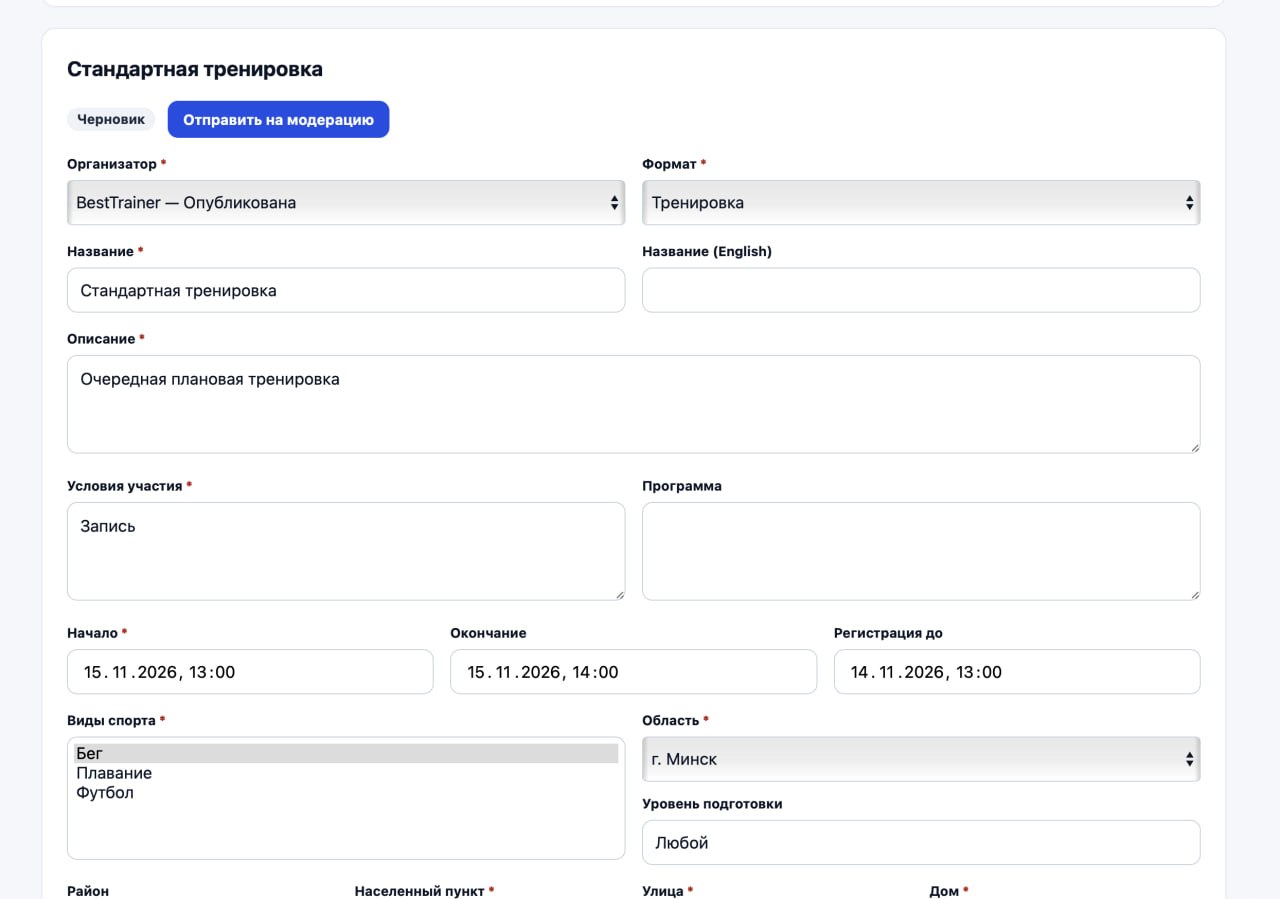 Стандартная тренировка
Черновик Отправить на модерацию
Организатор * Формат *
BestTrainer — Опубликована Тренировка
Название * Название (English)
Стандартная тренировка
Описание *
Очередная плановая тренировка
Условия участия * Программа
Запись
Начало * Окончание Регистрация до
15.11.2026, 13:00 15.11.2026, 14:00 14.11.2026, 13:00
Виды спорта * Область *
Бег г. Минск
Плавание
Футбол
Уровень подготовки
Любой
Район Населенный пункт * Улица * Дом *